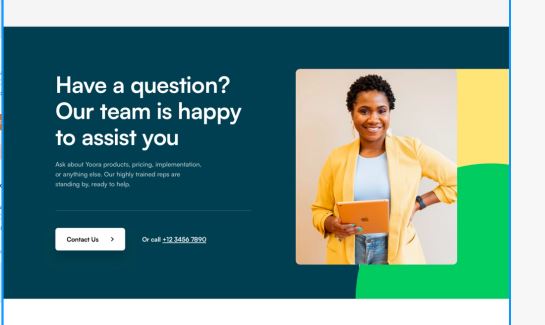 Have a question?
Our team is happy
to assist you
Ask about Yoora products, pricing, implementation,
or anything else. Our highly trained reps are
standing by, ready to help.
Contact Us
Or call +12 3456 7890